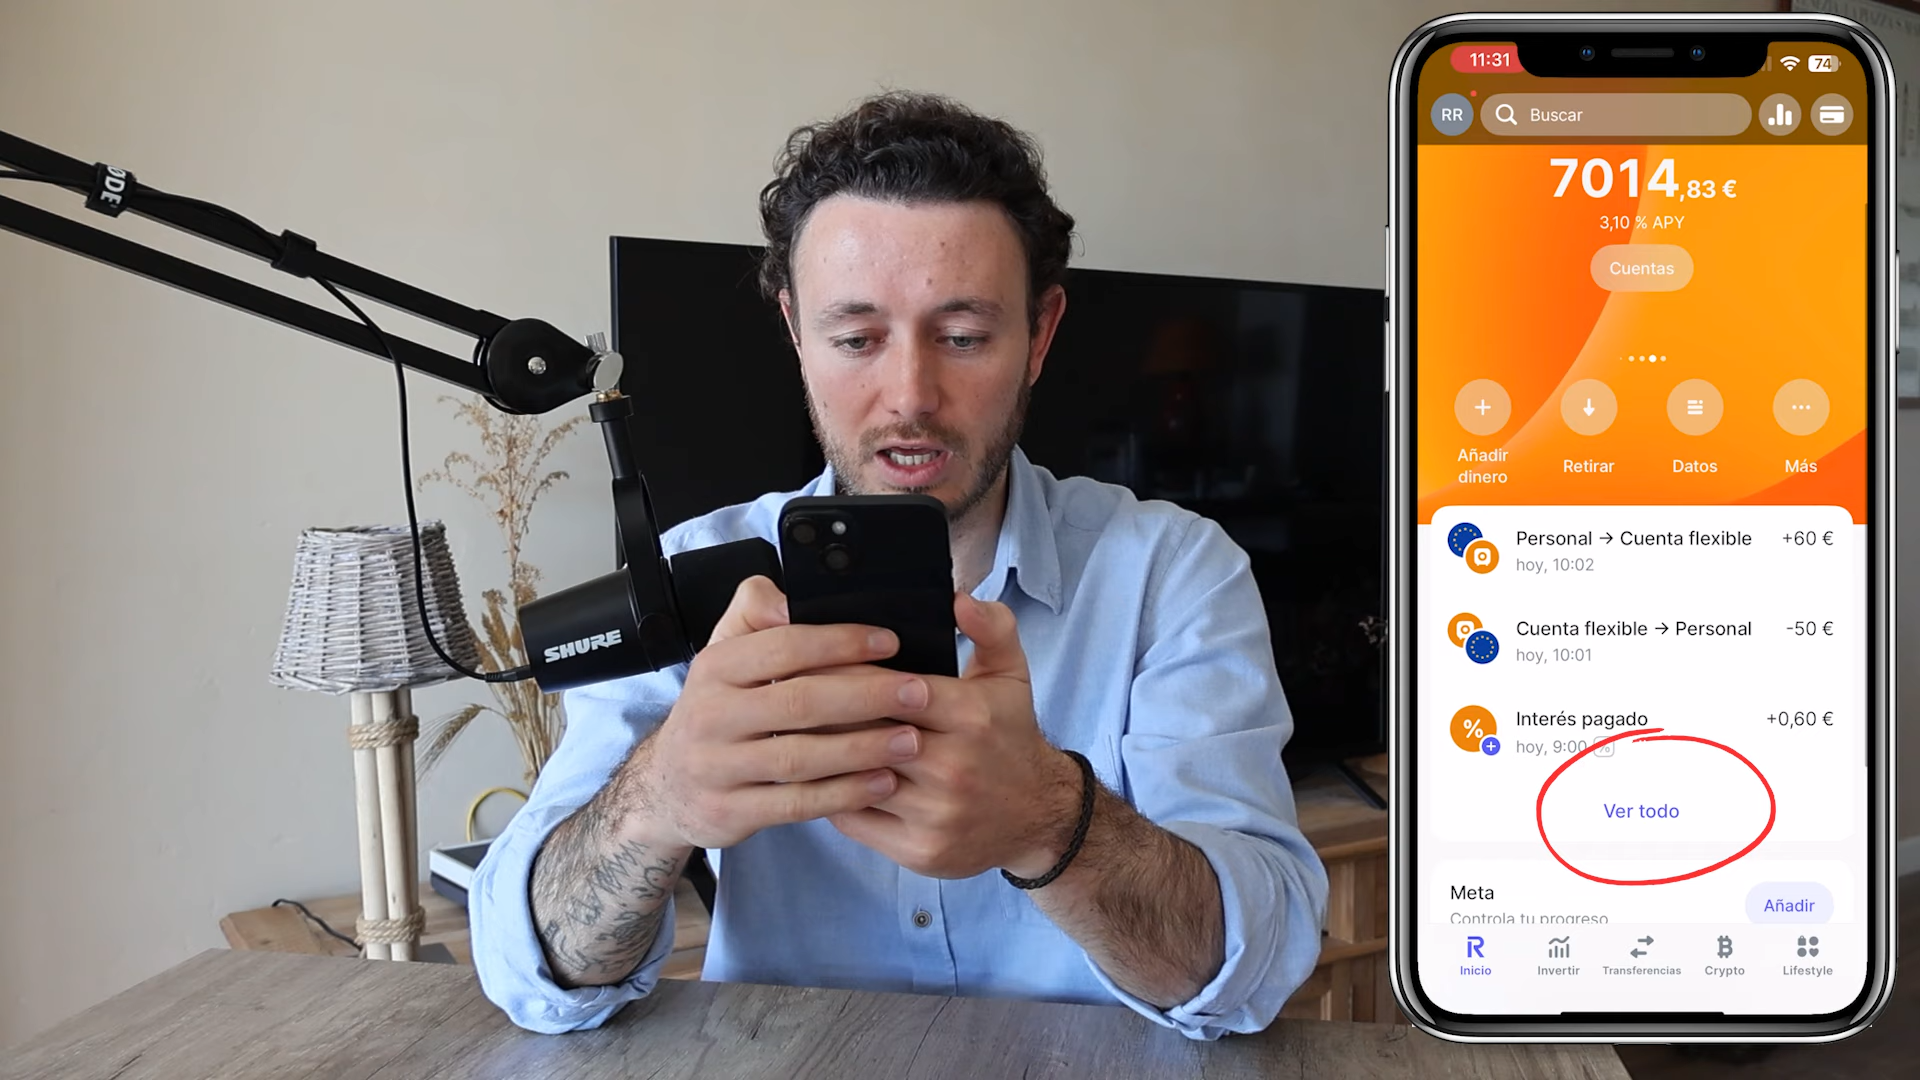 11:31
74
RR
Buscar
7014,83 €
3,10 % APY
Cuentas
Añadir dinero
Retirar
Datos
Más
Personal → Cuenta flexible +60 €
hoy, 10:02
Cuenta flexible → Personal -50 €
hoy, 10:01
%
Interés pagado +0,60 €
hoy, 9:00 %
Ver todo
Meta
Añadir
Controla tu progreso
Inicio
Invertir
Transferencias
Crypto
Lifestyle
SHURE